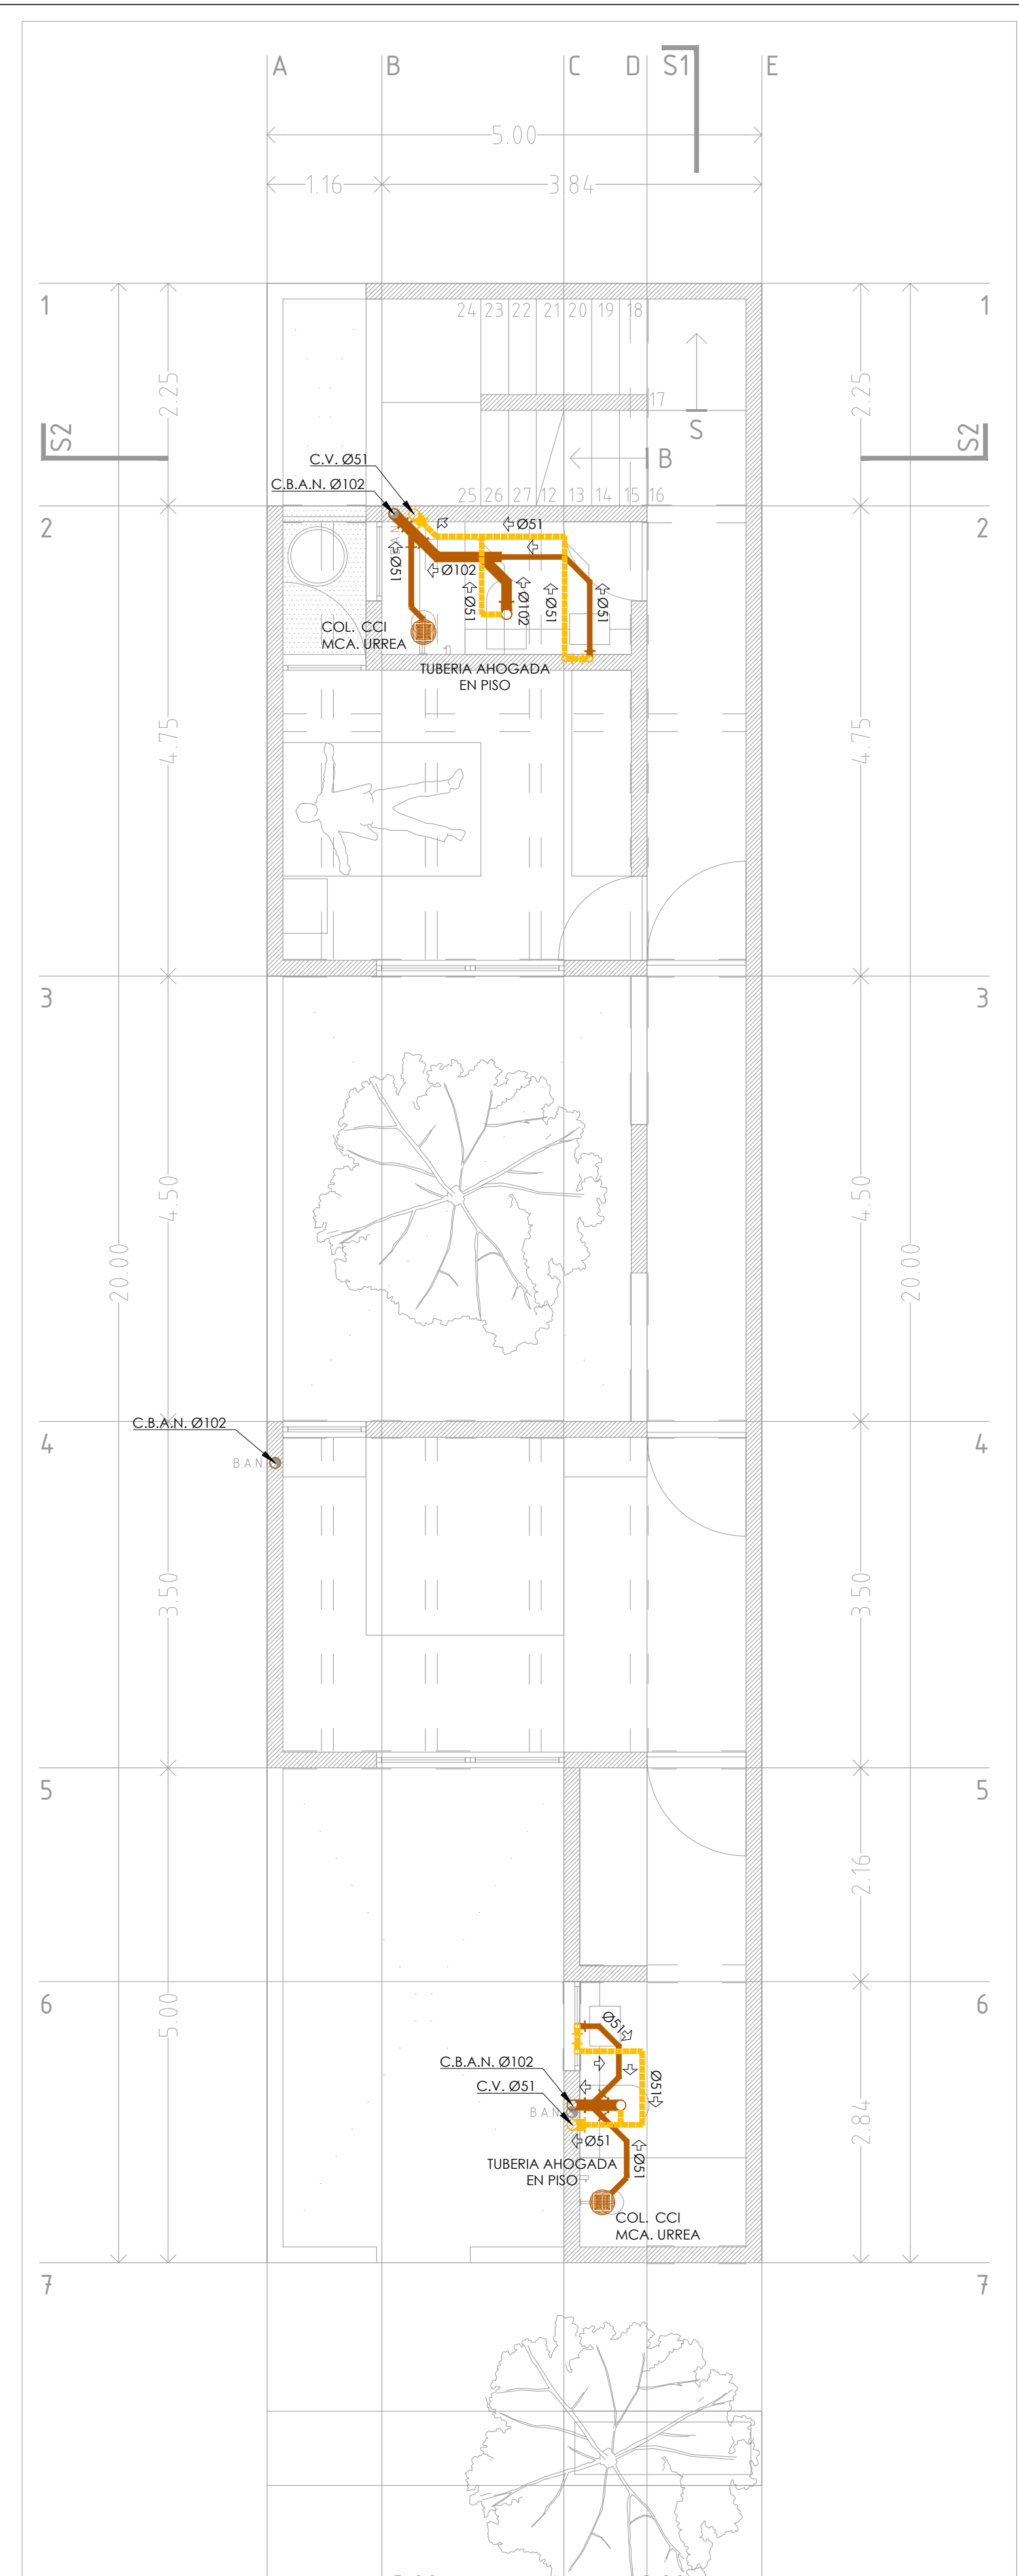 A B C D S1 E
5.00
1.16 3.84
1 1
24 23 22 21 20 19 18
2.25 2.25
17
S
S2 S2
B
C.V. Ø51
C.B.A.N. Ø102
25 26 27 12 13 14 15 16
2 2
Ø51
Ø51
Ø102
Ø51
Ø102
Ø51
Ø51
COL. CCI
MCA. URREA
TUBERIA AHOGADA
EN PISO
4.75 4.75
3 3
4.50 4.50
20.00 20.00
C.B.A.N. Ø102
4 4
B.A.N.
3.50 3.50
5 5
2.16
6 6
5.00
Ø51
C.B.A.N. Ø102
C.V. Ø51
Ø51
B.A.N.
2.84
Ø51
Ø51
TUBERIA AHOGADA
EN PISO
COL. CCI
MCA. URREA
7 7